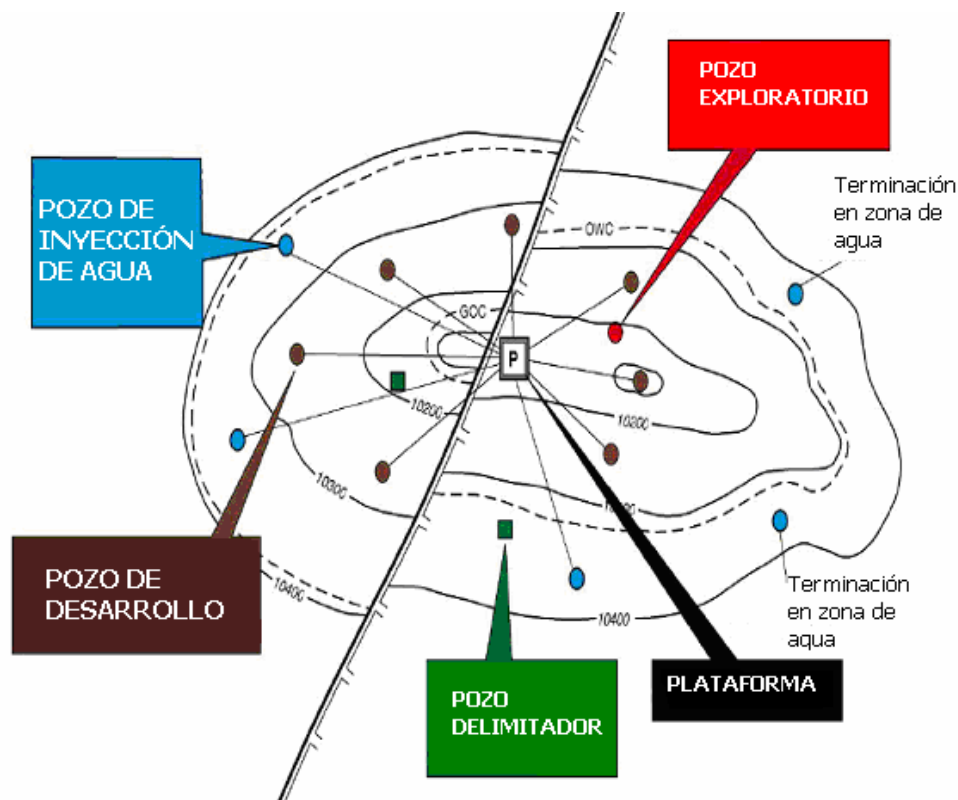 POZO
EXPLORATORIO
Terminación
en zona de
agua
POZO DE
INYECCIÓN
DE AGUA
OWC
GOC
P
10200
10200
10300
10400
10400
POZO DE
DESARROLLO
Terminación
en zona de
aqua
POZO
DELIMITADOR
PLATAFORMA